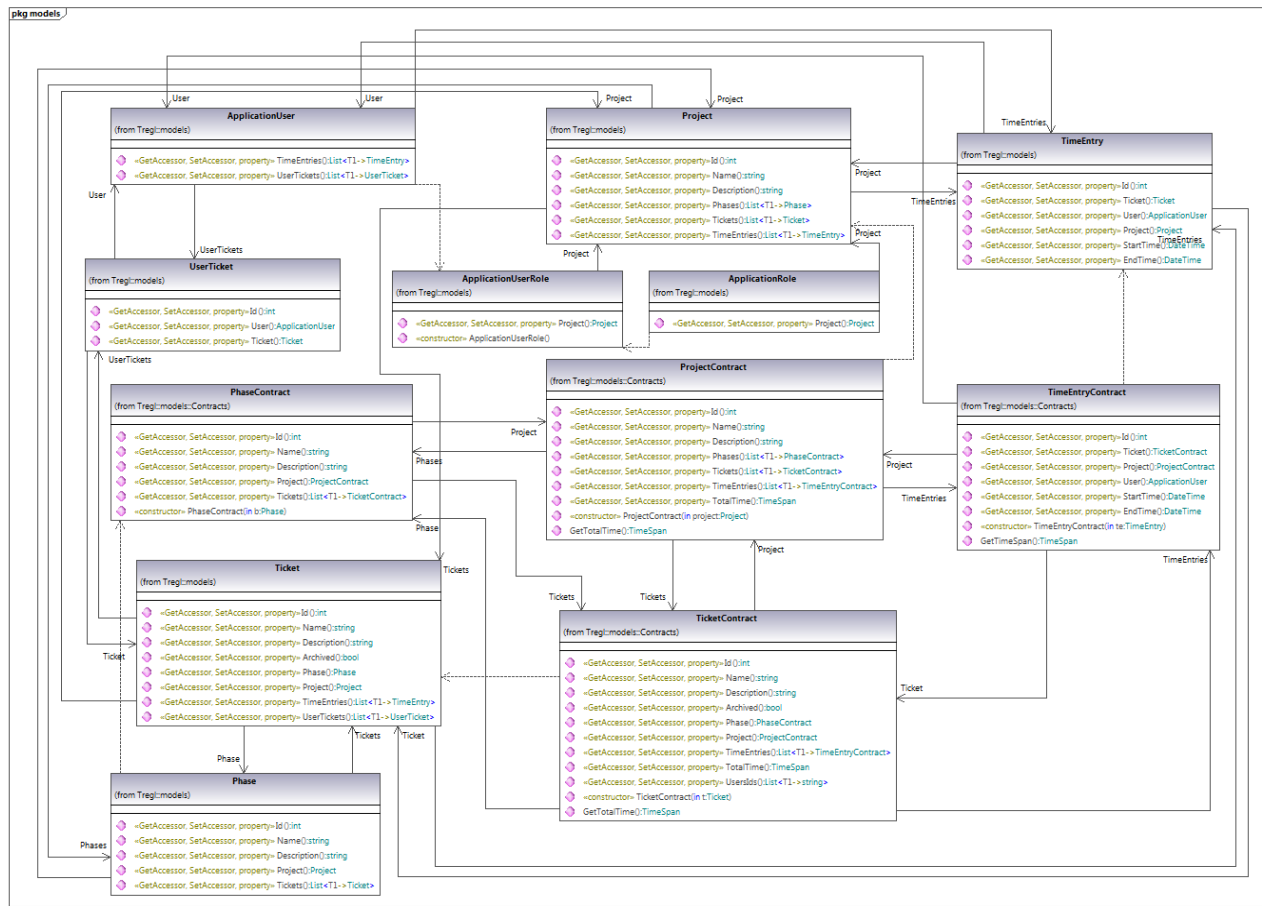 pkg models
User
User
Project
Project
TimeEntries
ApplicationUser
(from Tregl::models)
«GetAccessor, SetAccessor, property» TimeEntries():List<T1->TimeEntry>
«GetAccessor, SetAccessor, property» UserTickets():List<T1->UserTicket>
Project
(from Tregl::models)
«GetAccessor, SetAccessor, property»Id():int
«GetAccessor, SetAccessor, property» Name():string
«GetAccessor, SetAccessor, property» Description():string
«GetAccessor, SetAccessor, property» Phases():List<T1->Phase>
«GetAccessor, SetAccessor, property» Tickets():List<T1->Ticket>
«GetAccessor, SetAccessor, property» TimeEntries():List<T1->TimeEntry>
TimeEntry
(from Tregl::models)
«GetAccessor, SetAccessor, property»Id():int
«GetAccessor, SetAccessor, property» Ticket():Ticket
«GetAccessor, SetAccessor, property» User():ApplicationUser
«GetAccessor, SetAccessor, property» Project():Project
«GetAccessor, SetAccessor, property» StartTime():DateTime
«GetAccessor, SetAccessor, property» EndTime():DateTime
Project
TimeEntries
TimeEntries
Project
Project
User
UserTickets
UserTicket
(from Tregl::models)
«GetAccessor, SetAccessor, property»Id():int
«GetAccessor, SetAccessor, property» User():ApplicationUser
«GetAccessor, SetAccessor, property» Ticket():Ticket
UserTickets
ApplicationUserRole
(from Tregl::models)
«GetAccessor, SetAccessor, property» Project():Project
«constructor» ApplicationUserRole()
ApplicationRole
(from Tregl::models)
«GetAccessor, SetAccessor, property» Project():Project
PhaseContract
(from Tregl::models::Contracts)
«GetAccessor, SetAccessor, property»Id():int
«GetAccessor, SetAccessor, property» Name():string
«GetAccessor, SetAccessor, property» Description():string
«GetAccessor, SetAccessor, property» Project():ProjectContract
«GetAccessor, SetAccessor, property» Tickets():List<T1->TicketContract>
«constructor» PhaseContract(in b:Phase)
Project
Phases
Phase
ProjectContract
(from Tregl::models::Contracts)
«GetAccessor, SetAccessor, property»Id():int
«GetAccessor, SetAccessor, property» Name():string
«GetAccessor, SetAccessor, property» Description():string
«GetAccessor, SetAccessor, property» Phases():List<T1->PhaseContract>
«GetAccessor, SetAccessor, property» Tickets():List<T1->TicketContract>
«GetAccessor, SetAccessor, property» TimeEntries():List<T1->TimeEntryContract>
«GetAccessor, SetAccessor, property» TotalTime():TimeSpan
«constructor» ProjectContract(in project:Project)
GetTotalTime():TimeSpan
Project
TimeEntries
TimeEntryContract
(from Tregl::models::Contracts)
«GetAccessor, SetAccessor, property»Id():int
«GetAccessor, SetAccessor, property» Ticket():TicketContract
«GetAccessor, SetAccessor, property» Project():ProjectContract
«GetAccessor, SetAccessor, property» User():ApplicationUser
«GetAccessor, SetAccessor, property» StartTime():DateTime
«GetAccessor, SetAccessor, property» EndTime():DateTime
«constructor» TimeEntryContract(in te:TimeEntry)
GetTimeSpan():TimeSpan
TimeEntries
Project
Tickets
Tickets
Tickets
Ticket
(from Tregl::models)
«GetAccessor, SetAccessor, property»Id():int
«GetAccessor, SetAccessor, property» Name():string
«GetAccessor, SetAccessor, property» Description():string
«GetAccessor, SetAccessor, property» Archived():bool
«GetAccessor, SetAccessor, property» Phase():Phase
«GetAccessor, SetAccessor, property» Project():Project
«GetAccessor, SetAccessor, property» TimeEntries():List<T1->TimeEntry>
«GetAccessor, SetAccessor, property» UserTickets():List<T1->UserTicket>
Ticket
TicketContract
(from Tregl::models::Contracts)
«GetAccessor, SetAccessor, property»Id():int
«GetAccessor, SetAccessor, property» Name():string
«GetAccessor, SetAccessor, property» Description():string
«GetAccessor, SetAccessor, property» Archived():bool
«GetAccessor, SetAccessor, property» Phase():PhaseContract
«GetAccessor, SetAccessor, property» Project():ProjectContract
«GetAccessor, SetAccessor, property» TimeEntries():List<T1->TimeEntryContract>
«GetAccessor, SetAccessor, property» TotalTime():TimeSpan
«GetAccessor, SetAccessor, property» UsersIds():List<T1->string>
«constructor» TicketContract(in t:Ticket)
GetTotalTime():TimeSpan
Ticket
Phase
Tickets
Ticket
Phase
(from Tregl::models)
«GetAccessor, SetAccessor, property»Id():int
«GetAccessor, SetAccessor, property» Name():string
«GetAccessor, SetAccessor, property» Description():string
«GetAccessor, SetAccessor, property» Project():Project
«GetAccessor, SetAccessor, property» Tickets():List<T1->Ticket>
Phases